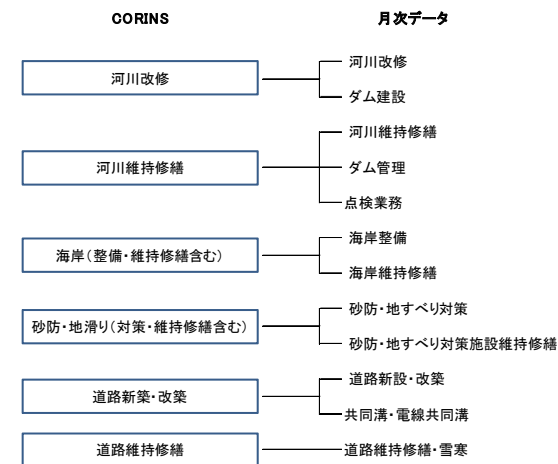 CORINS
月次データ
河川改修
河川改修
ダム建設
河川維持修繕
河川維持修繕
ダム管理
点検業務
海岸（整備・維持修繕含む）
海岸整備
海岸維持修繕
砂防・地滑り（対策・維持修繕含む）
砂防・地すべり対策
砂防・地すべり対策施設維持修繕
道路新築・改築
道路新設・改築
共同溝・電線共同溝
道路維持修繕
道路維持修繕・雪寒